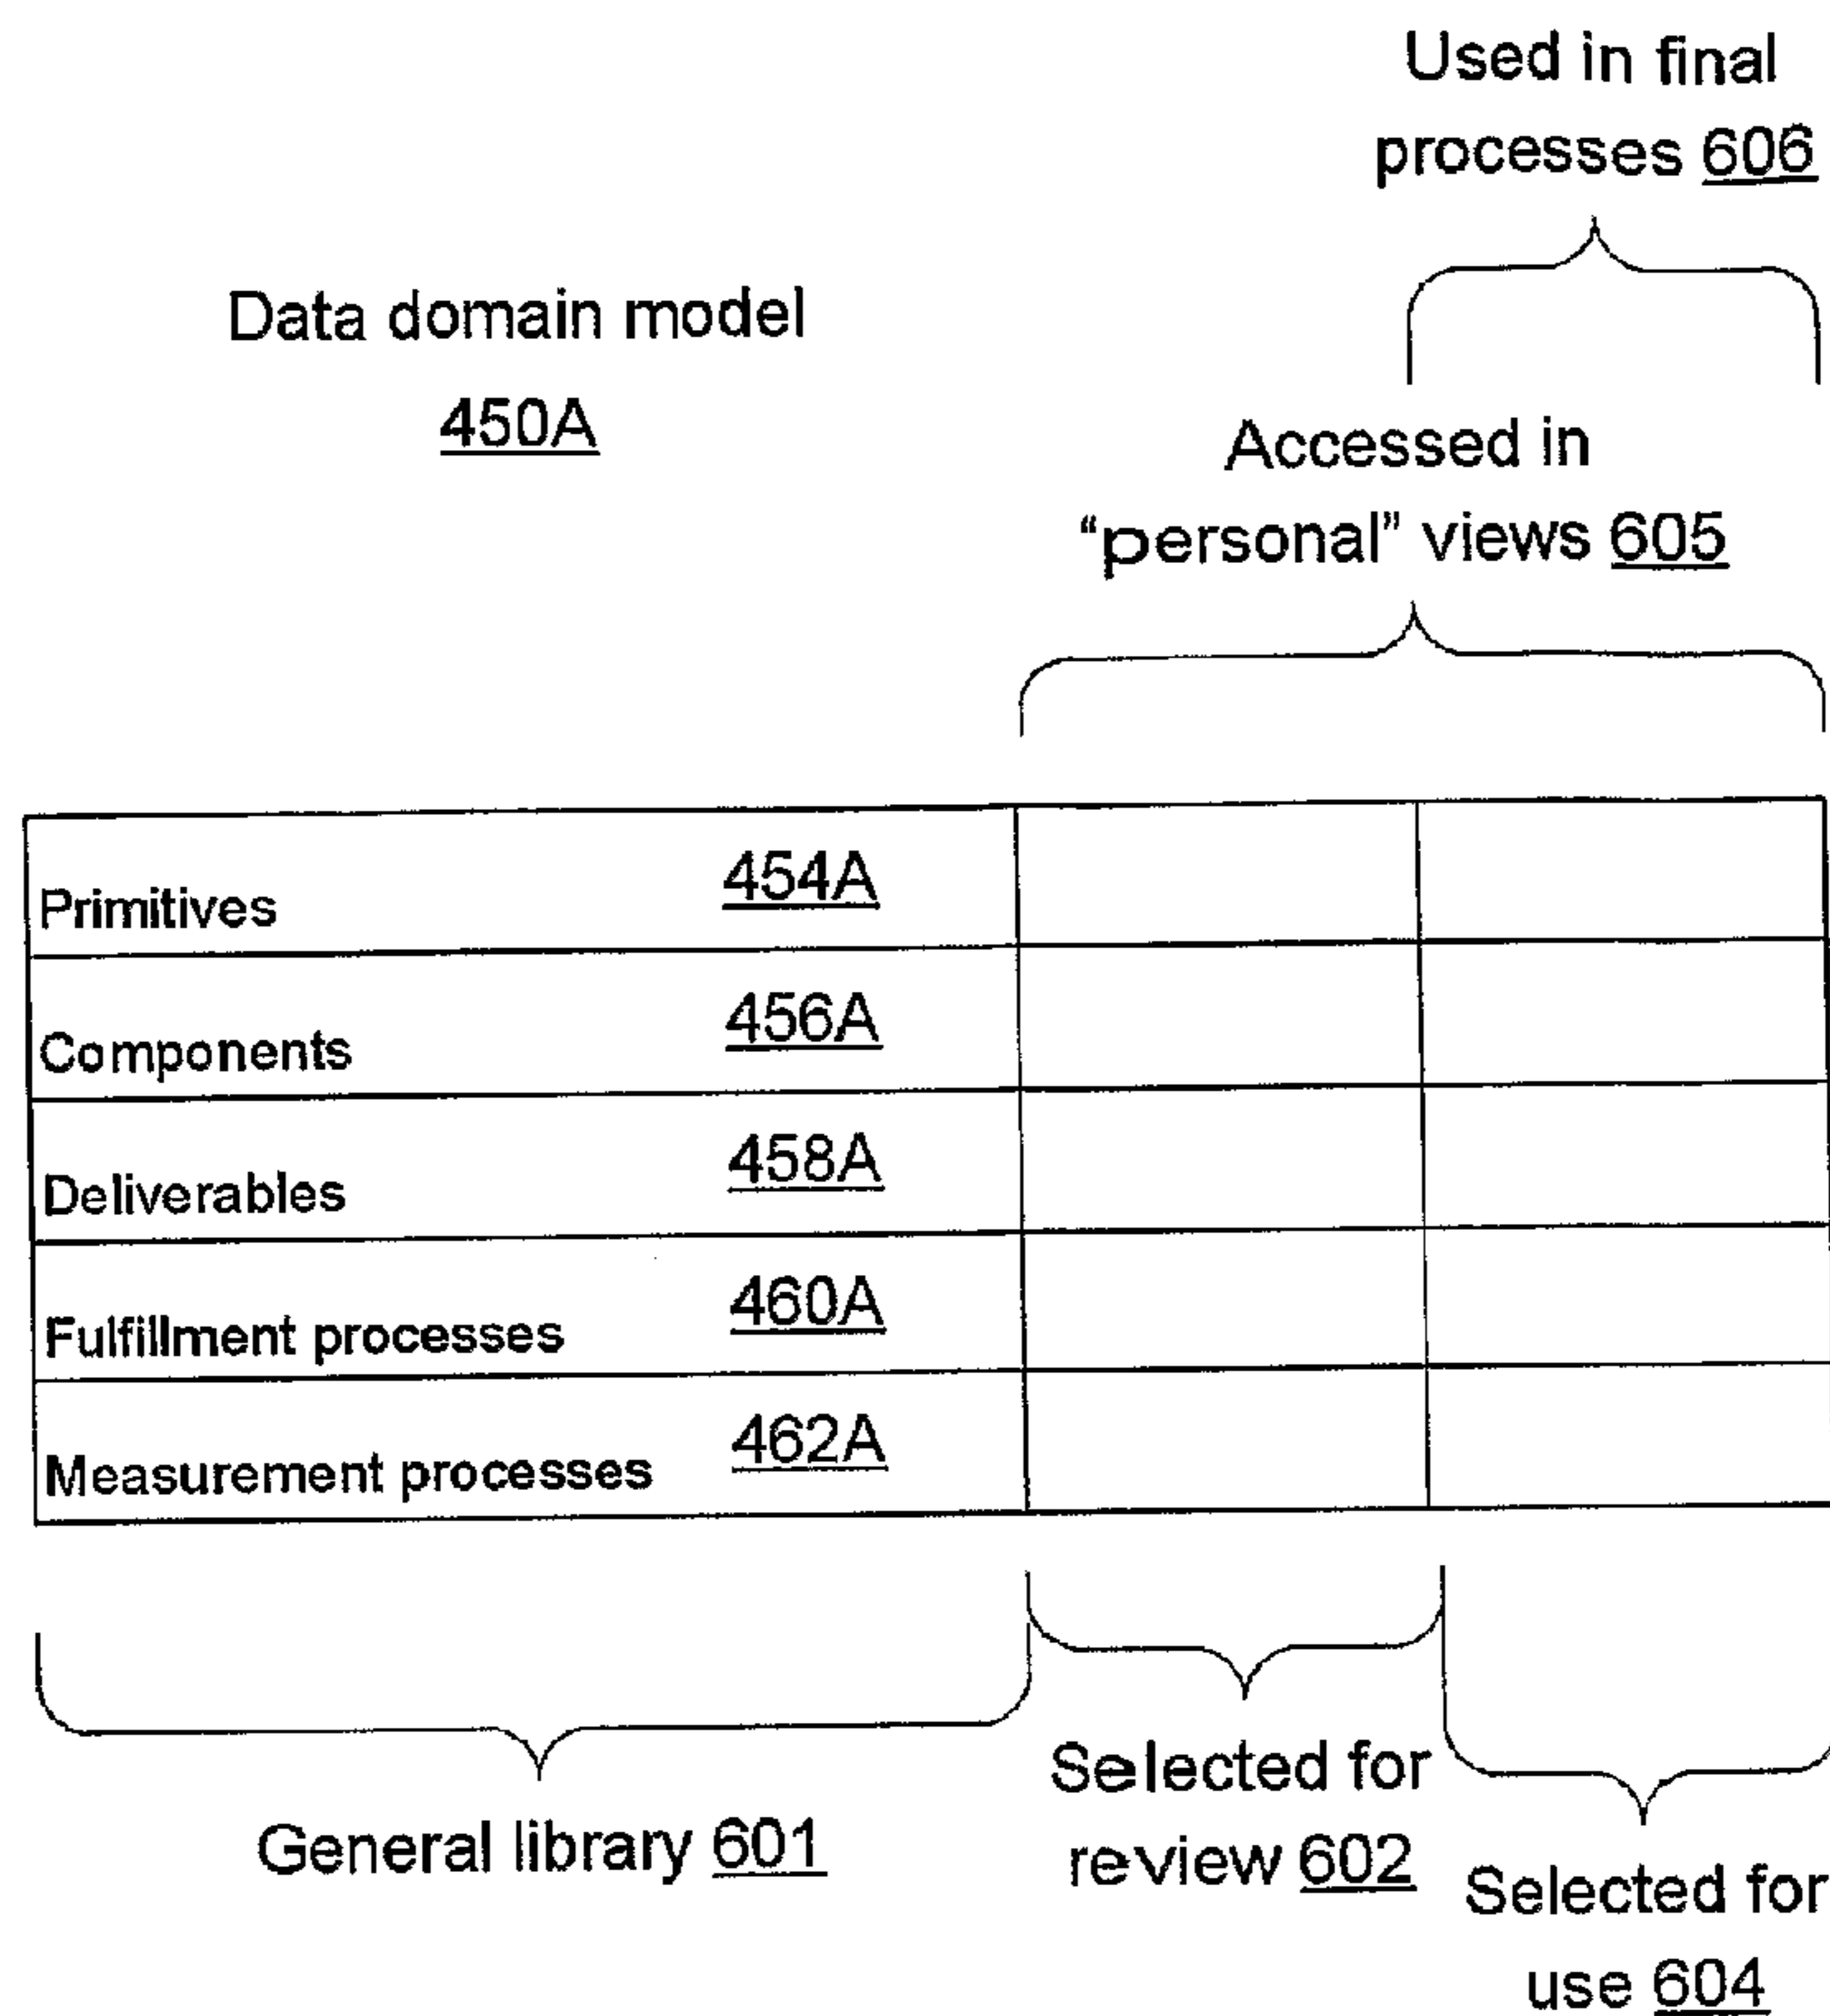 Used in final
processes 606
Data domain model
450A
Accessed in
“personal” views 605
Primitives 454A
Components 456A
Deliverables 458A
Fulfillment processes 460A
Measurement processes 462A
General library 601
Selected for
review 602
Selected for
use 604